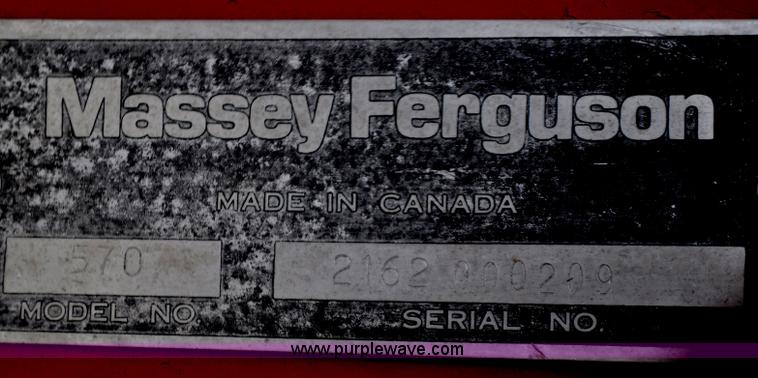 Massey Ferguson
MADE IN CANADA
570
2162 000209
MODEL NO.
SERIAL NO.
www.purplewave.com